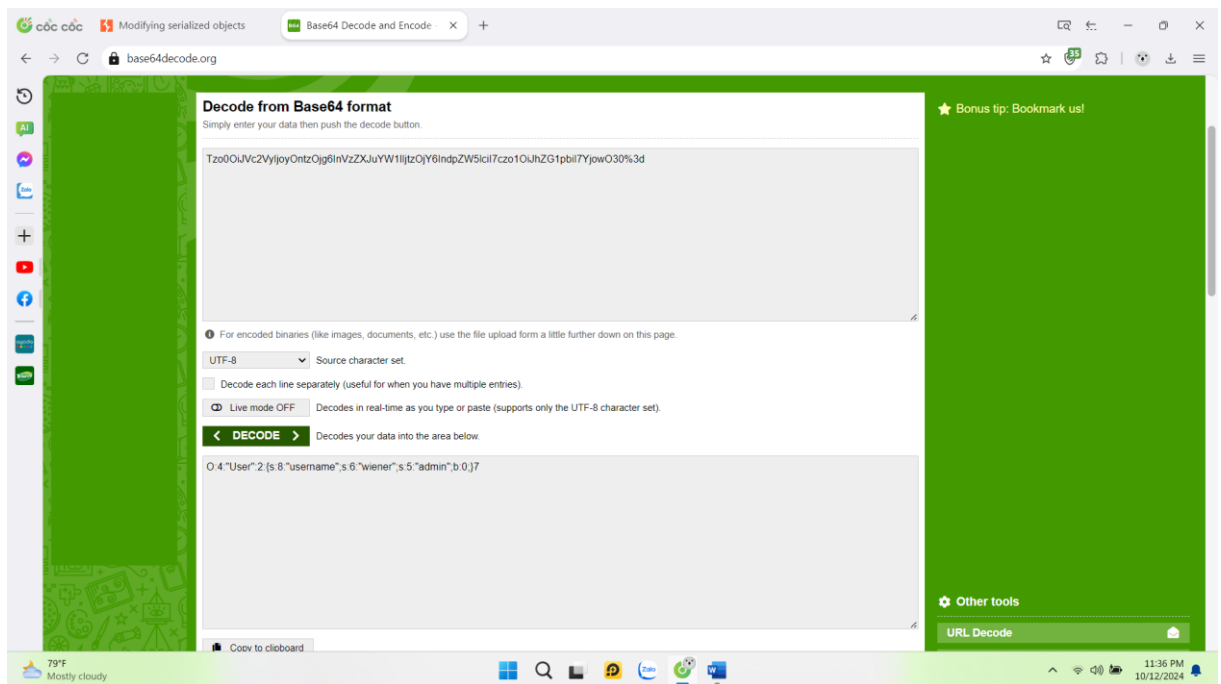 cốc cốc
Modifying serialized objects
Base64 Decode and Encode -
base64decode.org
35
AI
Zalo
Decode from Base64 format
Simply enter your data then push the decode button.
Bonus tip: Bookmark us!
Tzo0OiJVc2VyIjoyOntzOjg6InVzZXJuYW1lIjtzOjY6IndpZW5lciI7czo1OiJhZG1pbiI7YjowO30%3d
For encoded binaries (like images, documents, etc.) use the file upload form a little further down on this page.
UTF-8 Source character set.
Decode each line separately (useful for when you have multiple entries).
Live mode OFF Decodes in real-time as you type or paste (supports only the UTF-8 character set).
< DECODE > Decodes your data into the area below.
O:4:"User":2:{s:8:"username";s:6:"wiener";s:5:"admin";b:0;}7
Other tools
URL Decode
Copy to clipboard
79°F
Mostly cloudy
Zalo
11:36 PM
10/12/2024